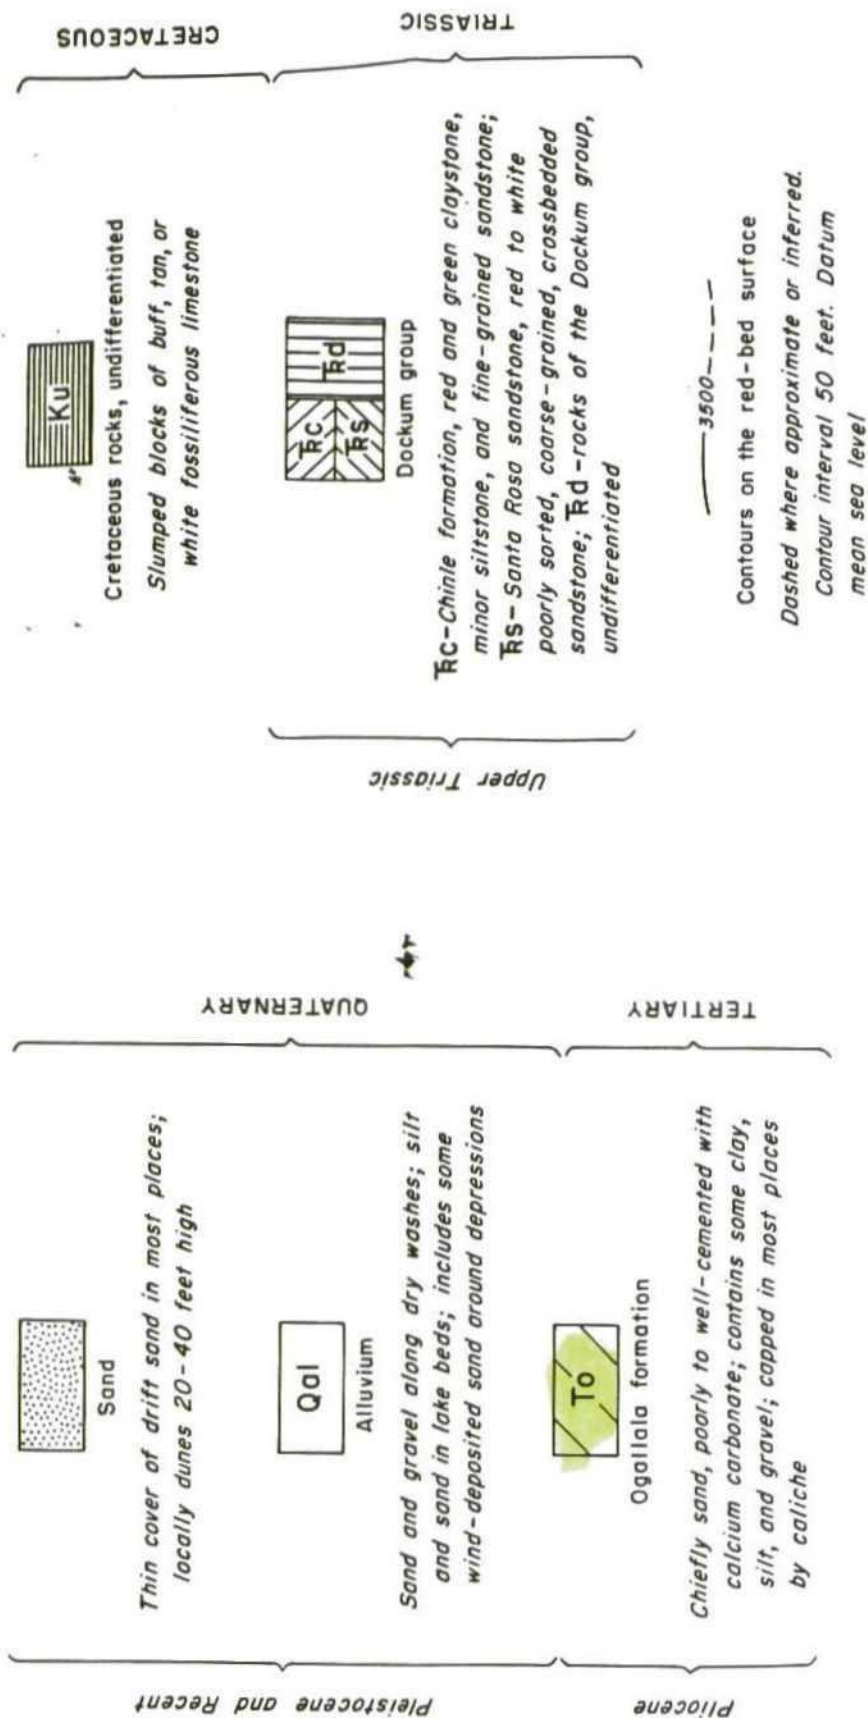 Pleistocene and Recent
QUATERNARY
Sand
Thin cover of drift sand in most places;
locally dunes 20-40 feet high
Qal
Alluvium
Sand and gravel along dry washes; silt
and sand in lake beds; includes some
wind-deposited sand around depressions
Pliocene
TERTIARY
To
Ogallala formation
Chiefly sand, poorly to well-cemented with
calcium carbonate; contains some clay,
silt, and gravel; capped in most places
by caliche
CRETACEOUS
Ku
Cretaceous rocks, undifferentiated
Slumped blocks of buff, tan, or
white fossiliferous limestone
Upper Triassic
TRIASSIC
TRC
TRS
TRd
Dockum group
TRC-Chinle formation, red and green claystone,
minor siltstone, and fine-grained sandstone;
TRS-Santa Rosa sandstone, red to white
poorly sorted, coarse-grained, crossbedded
sandstone; TRd-rocks of the Dockum group,
undifferentiated
3500
Contours on the red-bed surface
Dashed where approximate or inferred.
Contour interval 50 feet. Datum
mean sea level